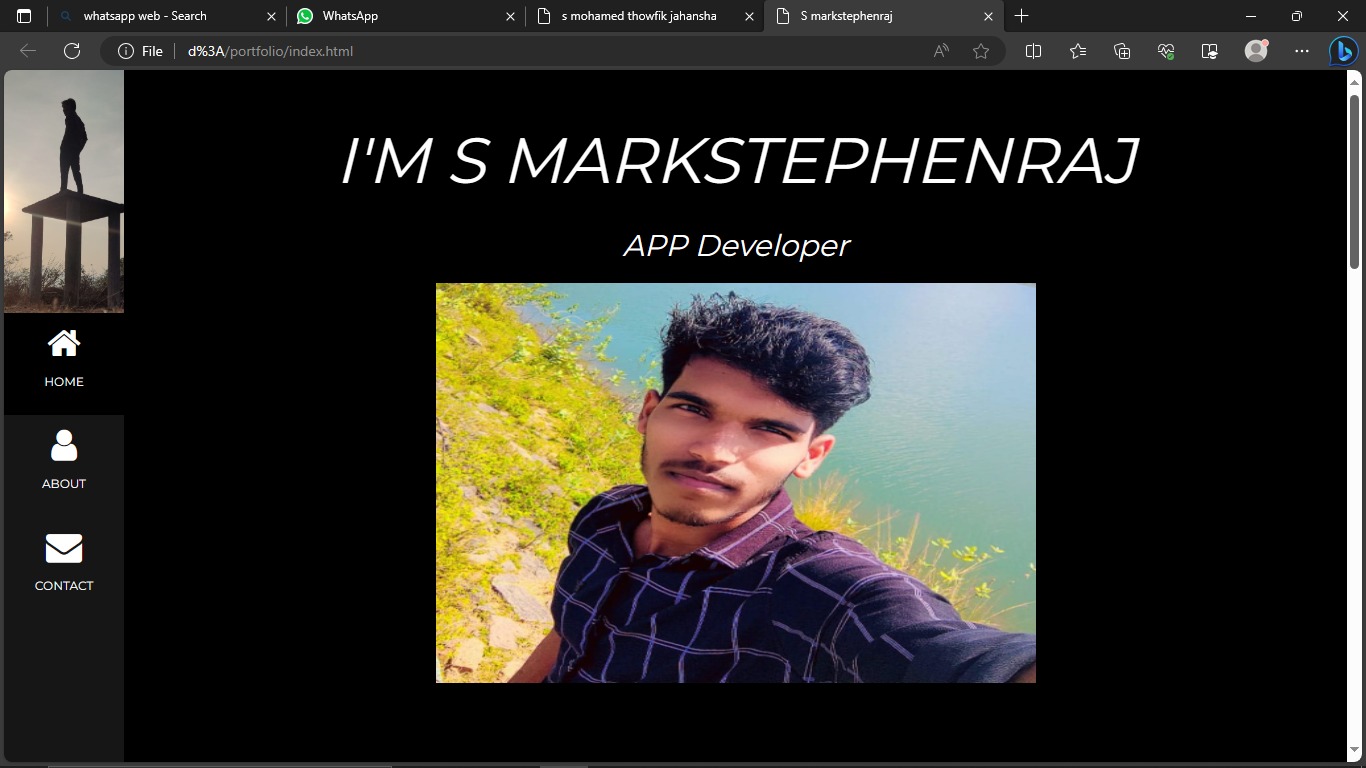 whatsapp web - Search
WhatsApp
s mohamed thowfik jahansha
S markstephenraj
File
d%3A/portfolio/index.html
I'M S MARKSTEPHENRAJ
APP Developer
HOME
ABOUT
CONTACT